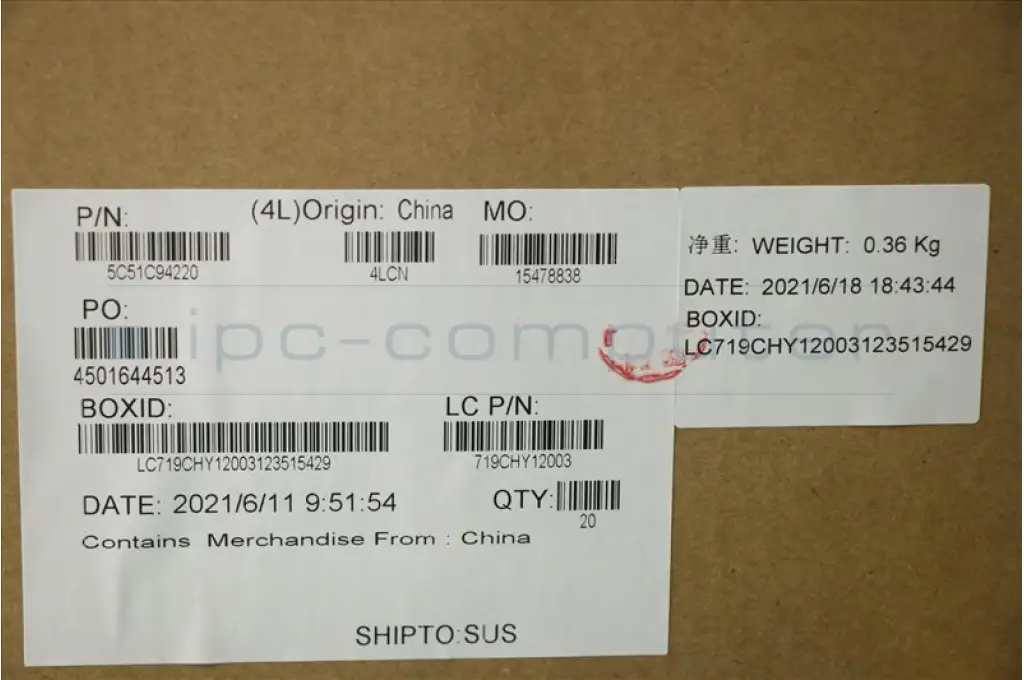 P/N:
(4L)Origin: China
MO:
5C51C94220
4LCN
15478838
PO:
4501644513
BOXID:
LC P/N:
LC719CHY12003123515429
719CHY12003
DATE: 2021/6/11 9:51:54
QTY:
20
Contains Merchandise From : China
SHIPTO:SUS
净重: WEIGHT: 0.36 Kg
DATE: 2021/6/18 18:43:44
BOXID:
LC719CHY12003123515429
ipc-computer